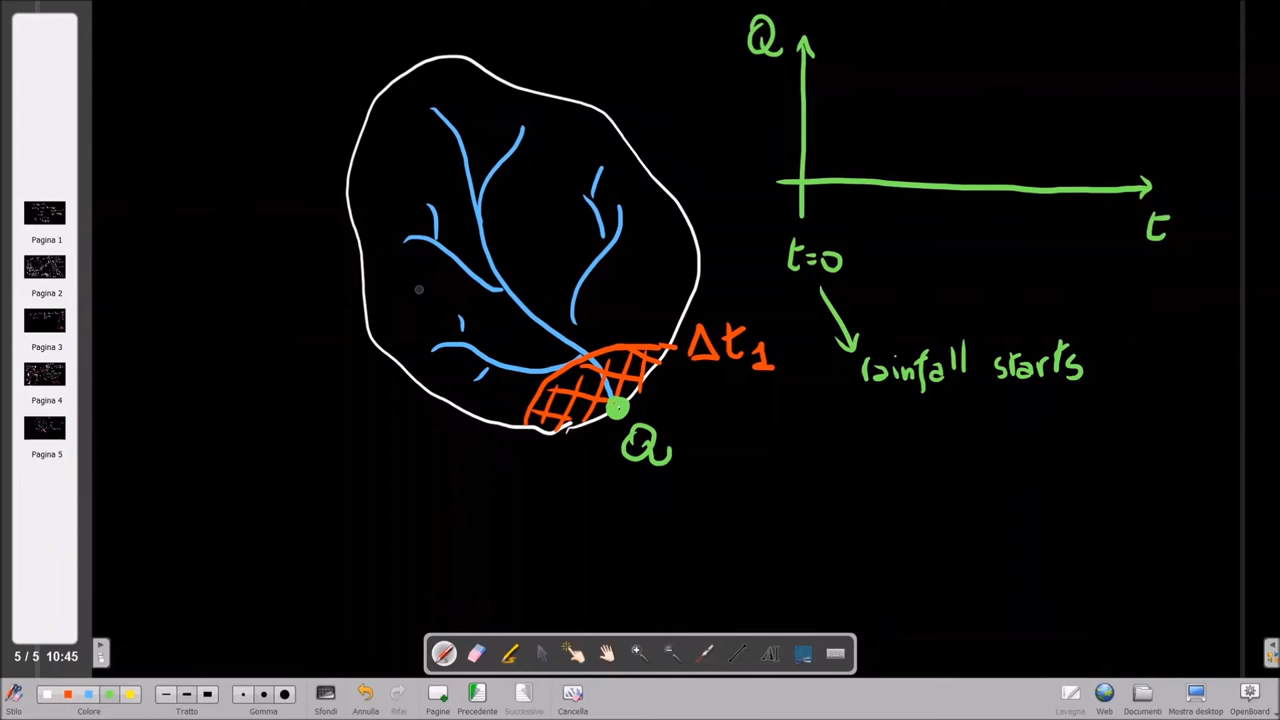 Q
t
t=0
rainfall starts
Δt1
Q
Pagina 1
Pagina 2
Pagina 3
Pagina 4
Pagina 5
5 / 5 10:45
Stilo
Colore
Tratto
Gomma
Sfondi
Annulla
Rifai
Pagine
Precedente
Successivo
Cancella
Lavagna
Web
Documenti
Mostra desktop
OpenBoard